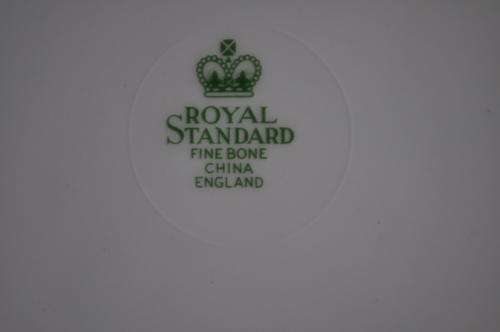 ROYAL
STANDARD
FINE BONE
CHINA
ENGLAND